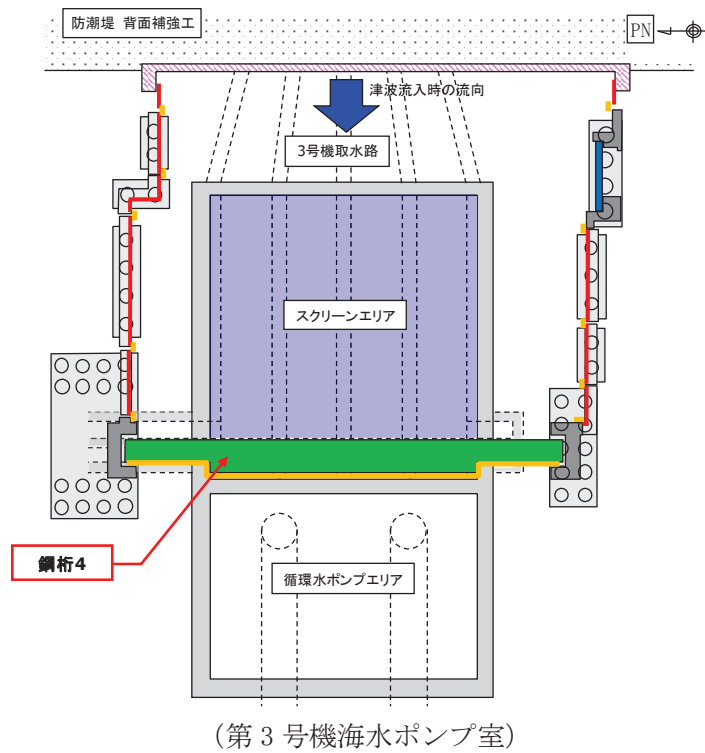 防潮堤 背面補強工
PN
津波流入時の流向
3号機取水路
スクリーンエリア
鋼桁4
循環水ポンプエリア
(第3号機海水ポンプ室)